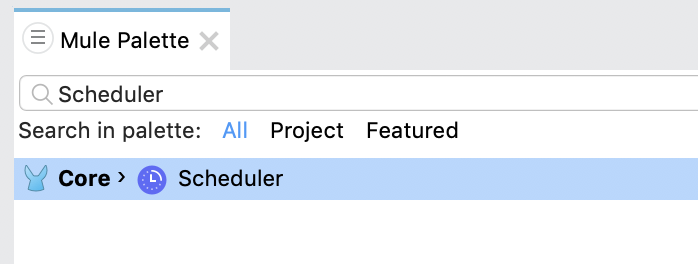 Mule Palette
Scheduler
Search in palette: All Project Featured
Core › Scheduler